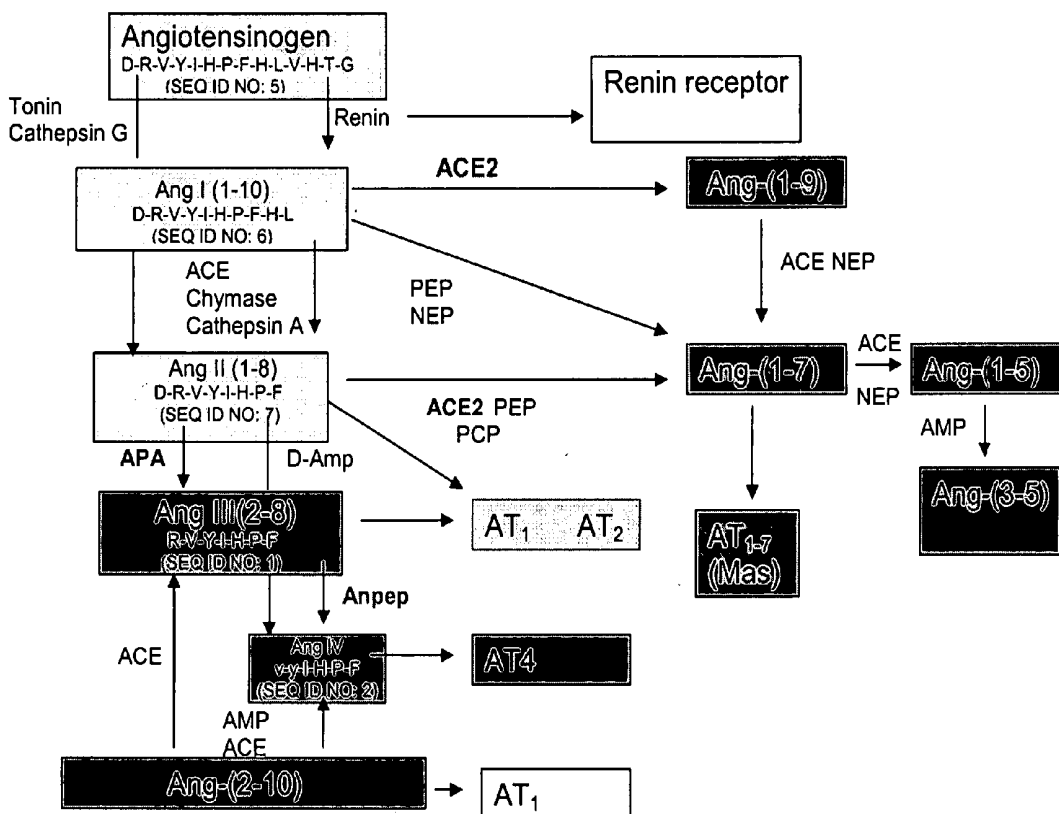 Angiotensinogen
D-R-V-Y-I-H-P-F-H-L-V-H-T-G
(SEQ ID NO: 5)
Renin receptor
Tonin
Cathepsin G
Renin
ACE2
Ang-(1-9)
Ang I (1-10)
D-R-V-Y-I-H-P-F-H-L
(SEQ ID NO: 6)
ACE
Chymase
Cathepsin A
PEP
NEP
ACE NEP
Ang II (1-8)
D-R-V-Y-I-H-P-F
(SEQ ID NO: 7)
ACE2 PEP
PCP
Ang-(1-7)
ACE
NEP
Ang-(1-5)
APA
D-Amp
AMP
Ang III(2-8)
R-V-Y-I-H-P-F
(SEQ ID NO: 1)
AT1 AT2
AT1-7
(Mas)
Ang-(3-5)
Anpep
ACE
Ang IV
v-y-I-H-P-F
(SEQ ID NO: 2)
AT4
AMP
ACE
Ang-(2-10)
AT1